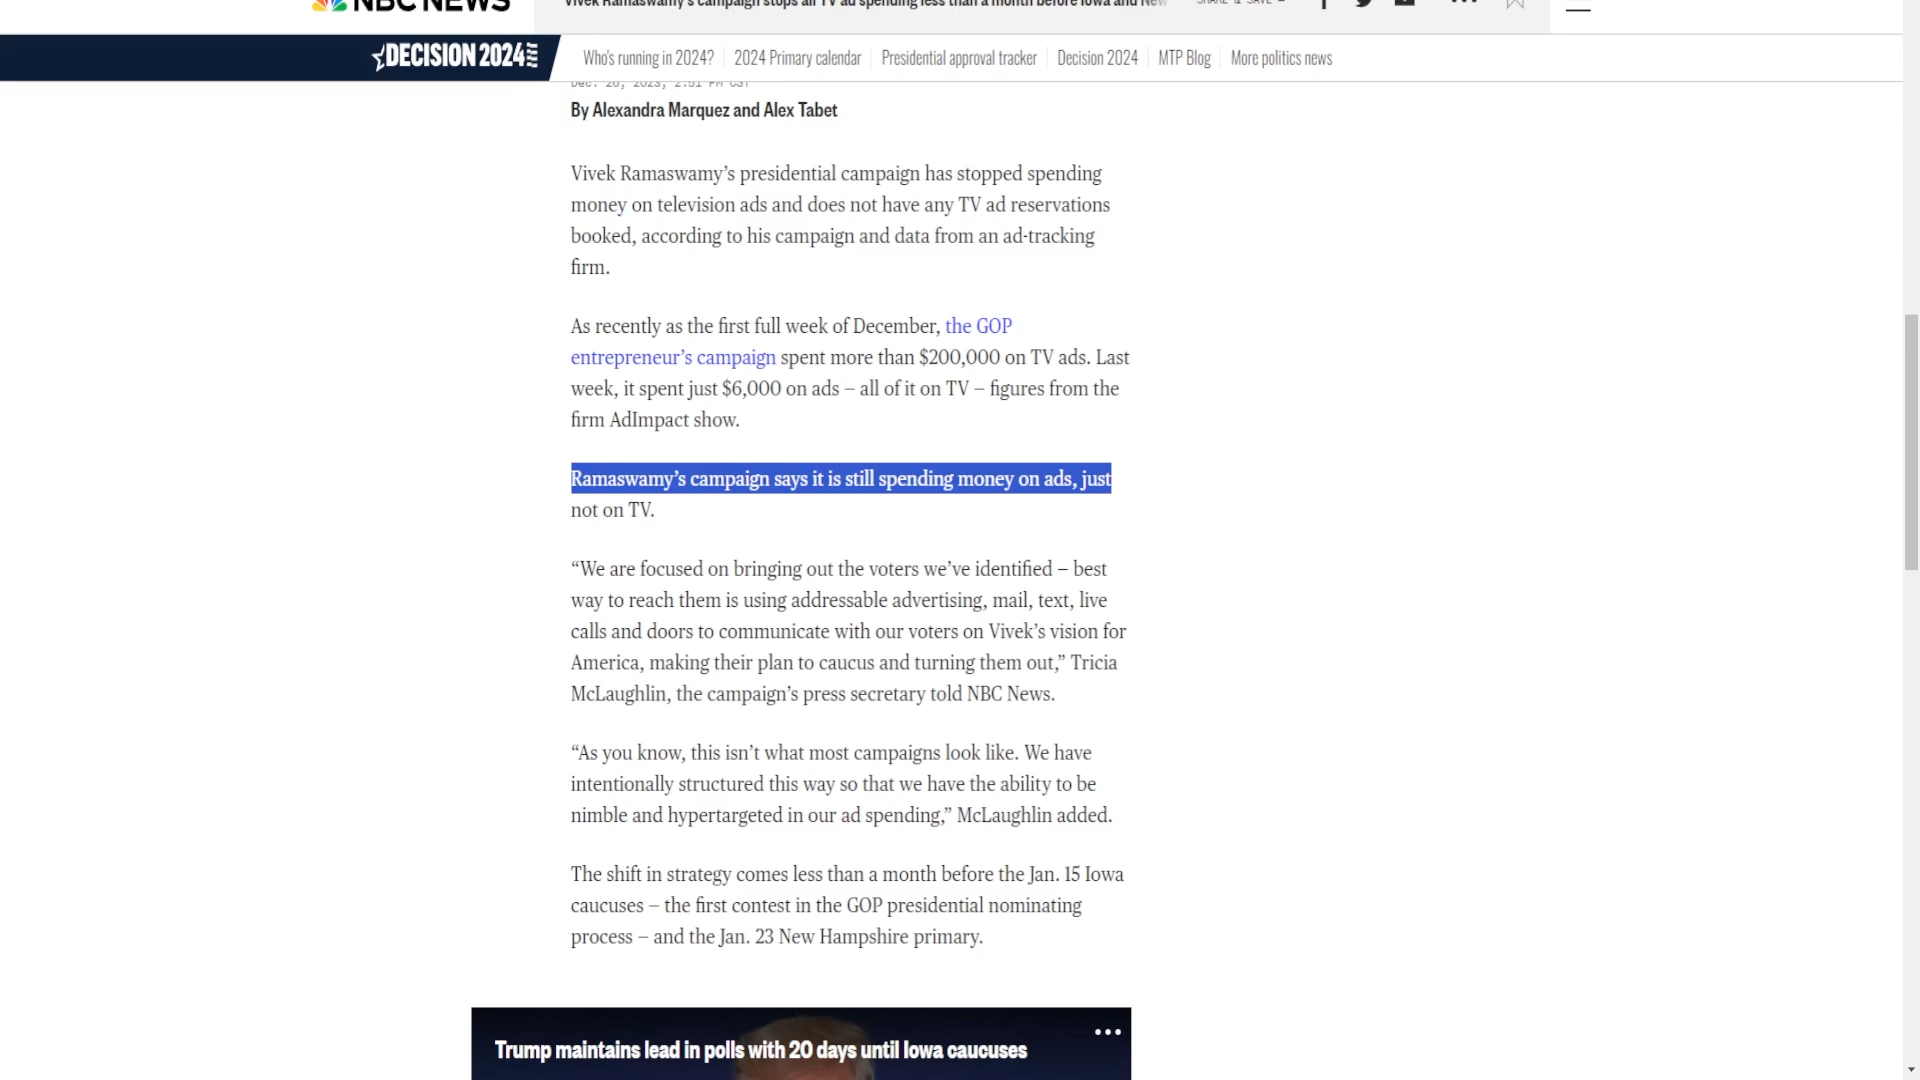 NBC NEWS
Vivek Ramaswamy's campaign stops all TV ad spending less than a month before Iowa and New
SHARE & SAVE –
DECISION 2024
Who's running in 2024?
2024 Primary calendar
Presidential approval tracker
Decision 2024
MTP Blog
More politics news
Dec. 26, 2023, 2:51 PM CST
By Alexandra Marquez and Alex Tabet
Vivek Ramaswamy’s presidential campaign has stopped spending
money on television ads and does not have any TV ad reservations
booked, according to his campaign and data from an ad-tracking
firm.
As recently as the first full week of December, the GOP
entrepreneur’s campaign spent more than $200,000 on TV ads. Last
week, it spent just $6,000 on ads – all of it on TV – figures from the
firm AdImpact show.
Ramaswamy’s campaign says it is still spending money on ads, just
not on TV.
“We are focused on bringing out the voters we’ve identified – best
way to reach them is using addressable advertising, mail, text, live
calls and doors to communicate with our voters on Vivek’s vision for
America, making their plan to caucus and turning them out,” Tricia
McLaughlin, the campaign’s press secretary told NBC News.
“As you know, this isn’t what most campaigns look like. We have
intentionally structured this way so that we have the ability to be
nimble and hypertargeted in our ad spending,” McLaughlin added.
The shift in strategy comes less than a month before the Jan. 15 Iowa
caucuses – the first contest in the GOP presidential nominating
process – and the Jan. 23 New Hampshire primary.
Trump maintains lead in polls with 20 days until Iowa caucuses